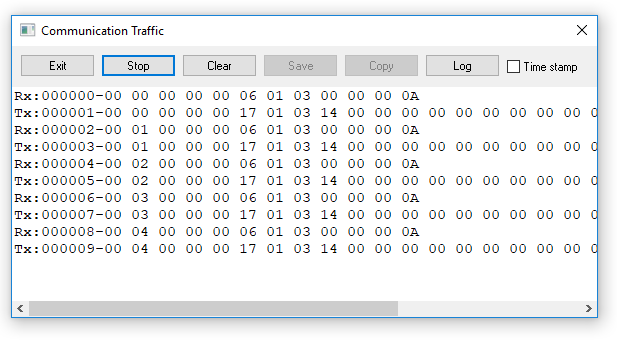 Communication Traffic
Exit Stop Clear Save Copy Log Time stamp
Rx:000000-00 00 00 00 00 06 01 03 00 00 00 0A
Tx:000001-00 00 00 00 00 17 01 03 14 00 00 00 00 00 00 00 00 0
Rx:000002-00 01 00 00 00 06 01 03 00 00 00 0A
Tx:000003-00 01 00 00 00 17 01 03 14 00 00 00 00 00 00 00 00 0
Rx:000004-00 02 00 00 00 06 01 03 00 00 00 0A
Tx:000005-00 02 00 00 00 17 01 03 14 00 00 00 00 00 00 00 00 0
Rx:000006-00 03 00 00 00 06 01 03 00 00 00 0A
Tx:000007-00 03 00 00 00 17 01 03 14 00 00 00 00 00 00 00 00 0
Rx:000008-00 04 00 00 00 06 01 03 00 00 00 0A
Tx:000009-00 04 00 00 00 17 01 03 14 00 00 00 00 00 00 00 00 0